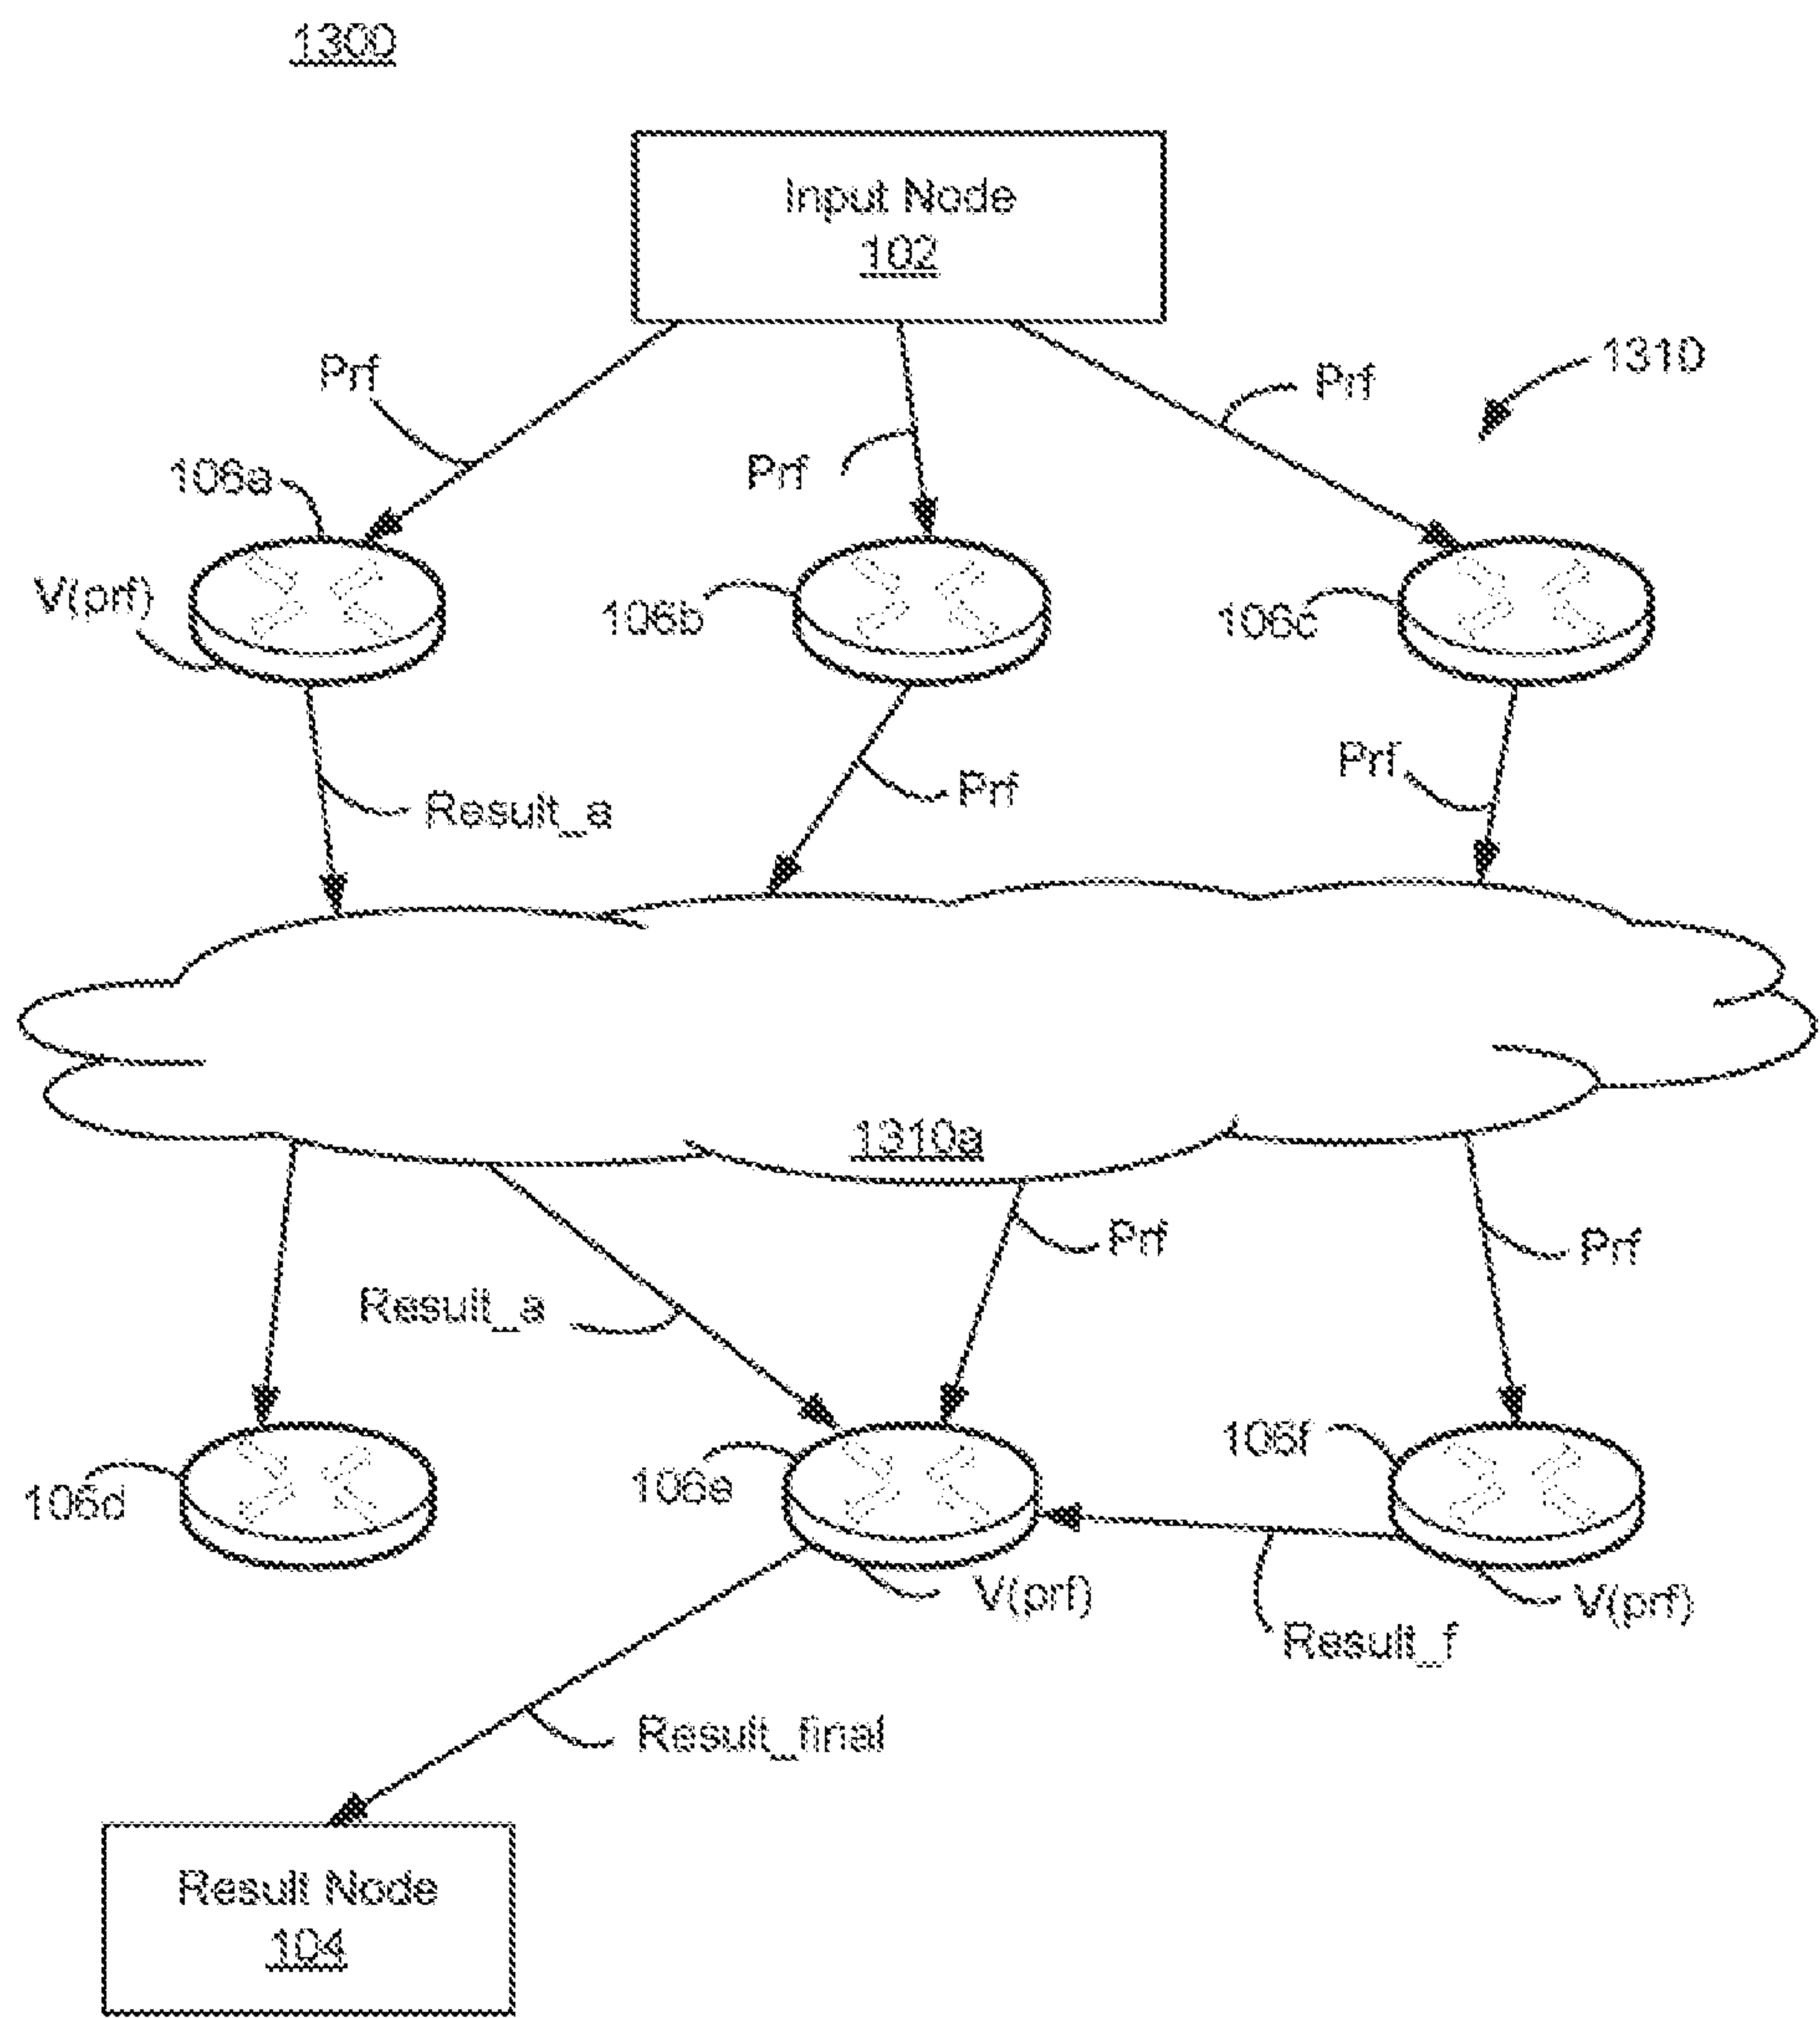 1300
Input Node
102
Prf
Prf
Prf
1310
106a
V(prf)
106b
106c
Result_a
Prf
Prf
1310a
Result_a
Prf
Prf
106d
106e
106f
V(prf)
Result_f
V(prf)
Result_final
Result Node
104